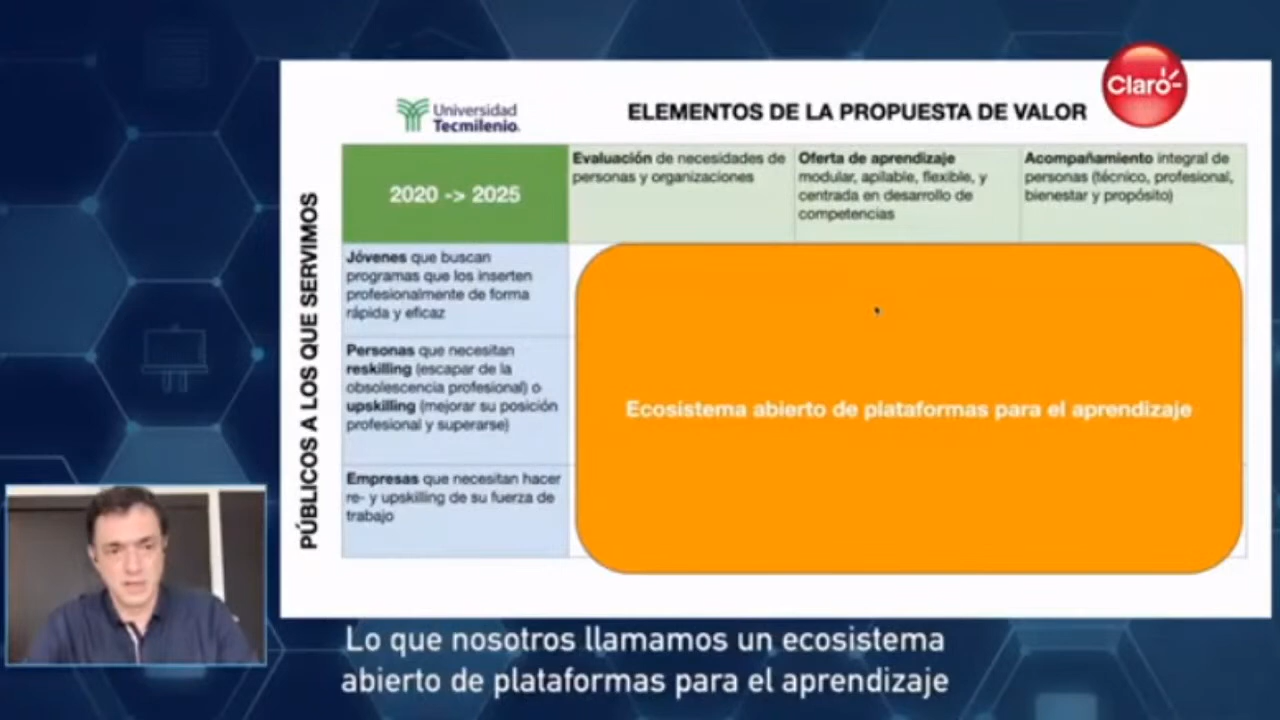 Claro-
Universidad
Tecmilenio.
ELEMENTOS DE LA PROPUESTA DE VALOR
PÚBLICOS A LOS QUE SERVIMOS
2020 -> 2025
Evaluación de necesidades de
personas y organizaciones
Oferta de aprendizaje
modular, apilable, flexible, y
centrada en desarrollo de
competencias
Acompañamiento integral de
personas (técnico, profesional,
bienestar y propósito)
Jóvenes que buscan
programas que los inserten
profesionalmente de forma
rápida y eficaz
Personas que necesitan
reskilling (escapar de la
obsolescencia profesional) o
upskilling (mejorar su posición
profesional y superarse)
Empresas que necesitan hacer
re- y upskilling de su fuerza de
trabajo
Ecosistema abierto de plataformas para el aprendizaje
Lo que nosotros llamamos un ecosistema
abierto de plataformas para el aprendizaje